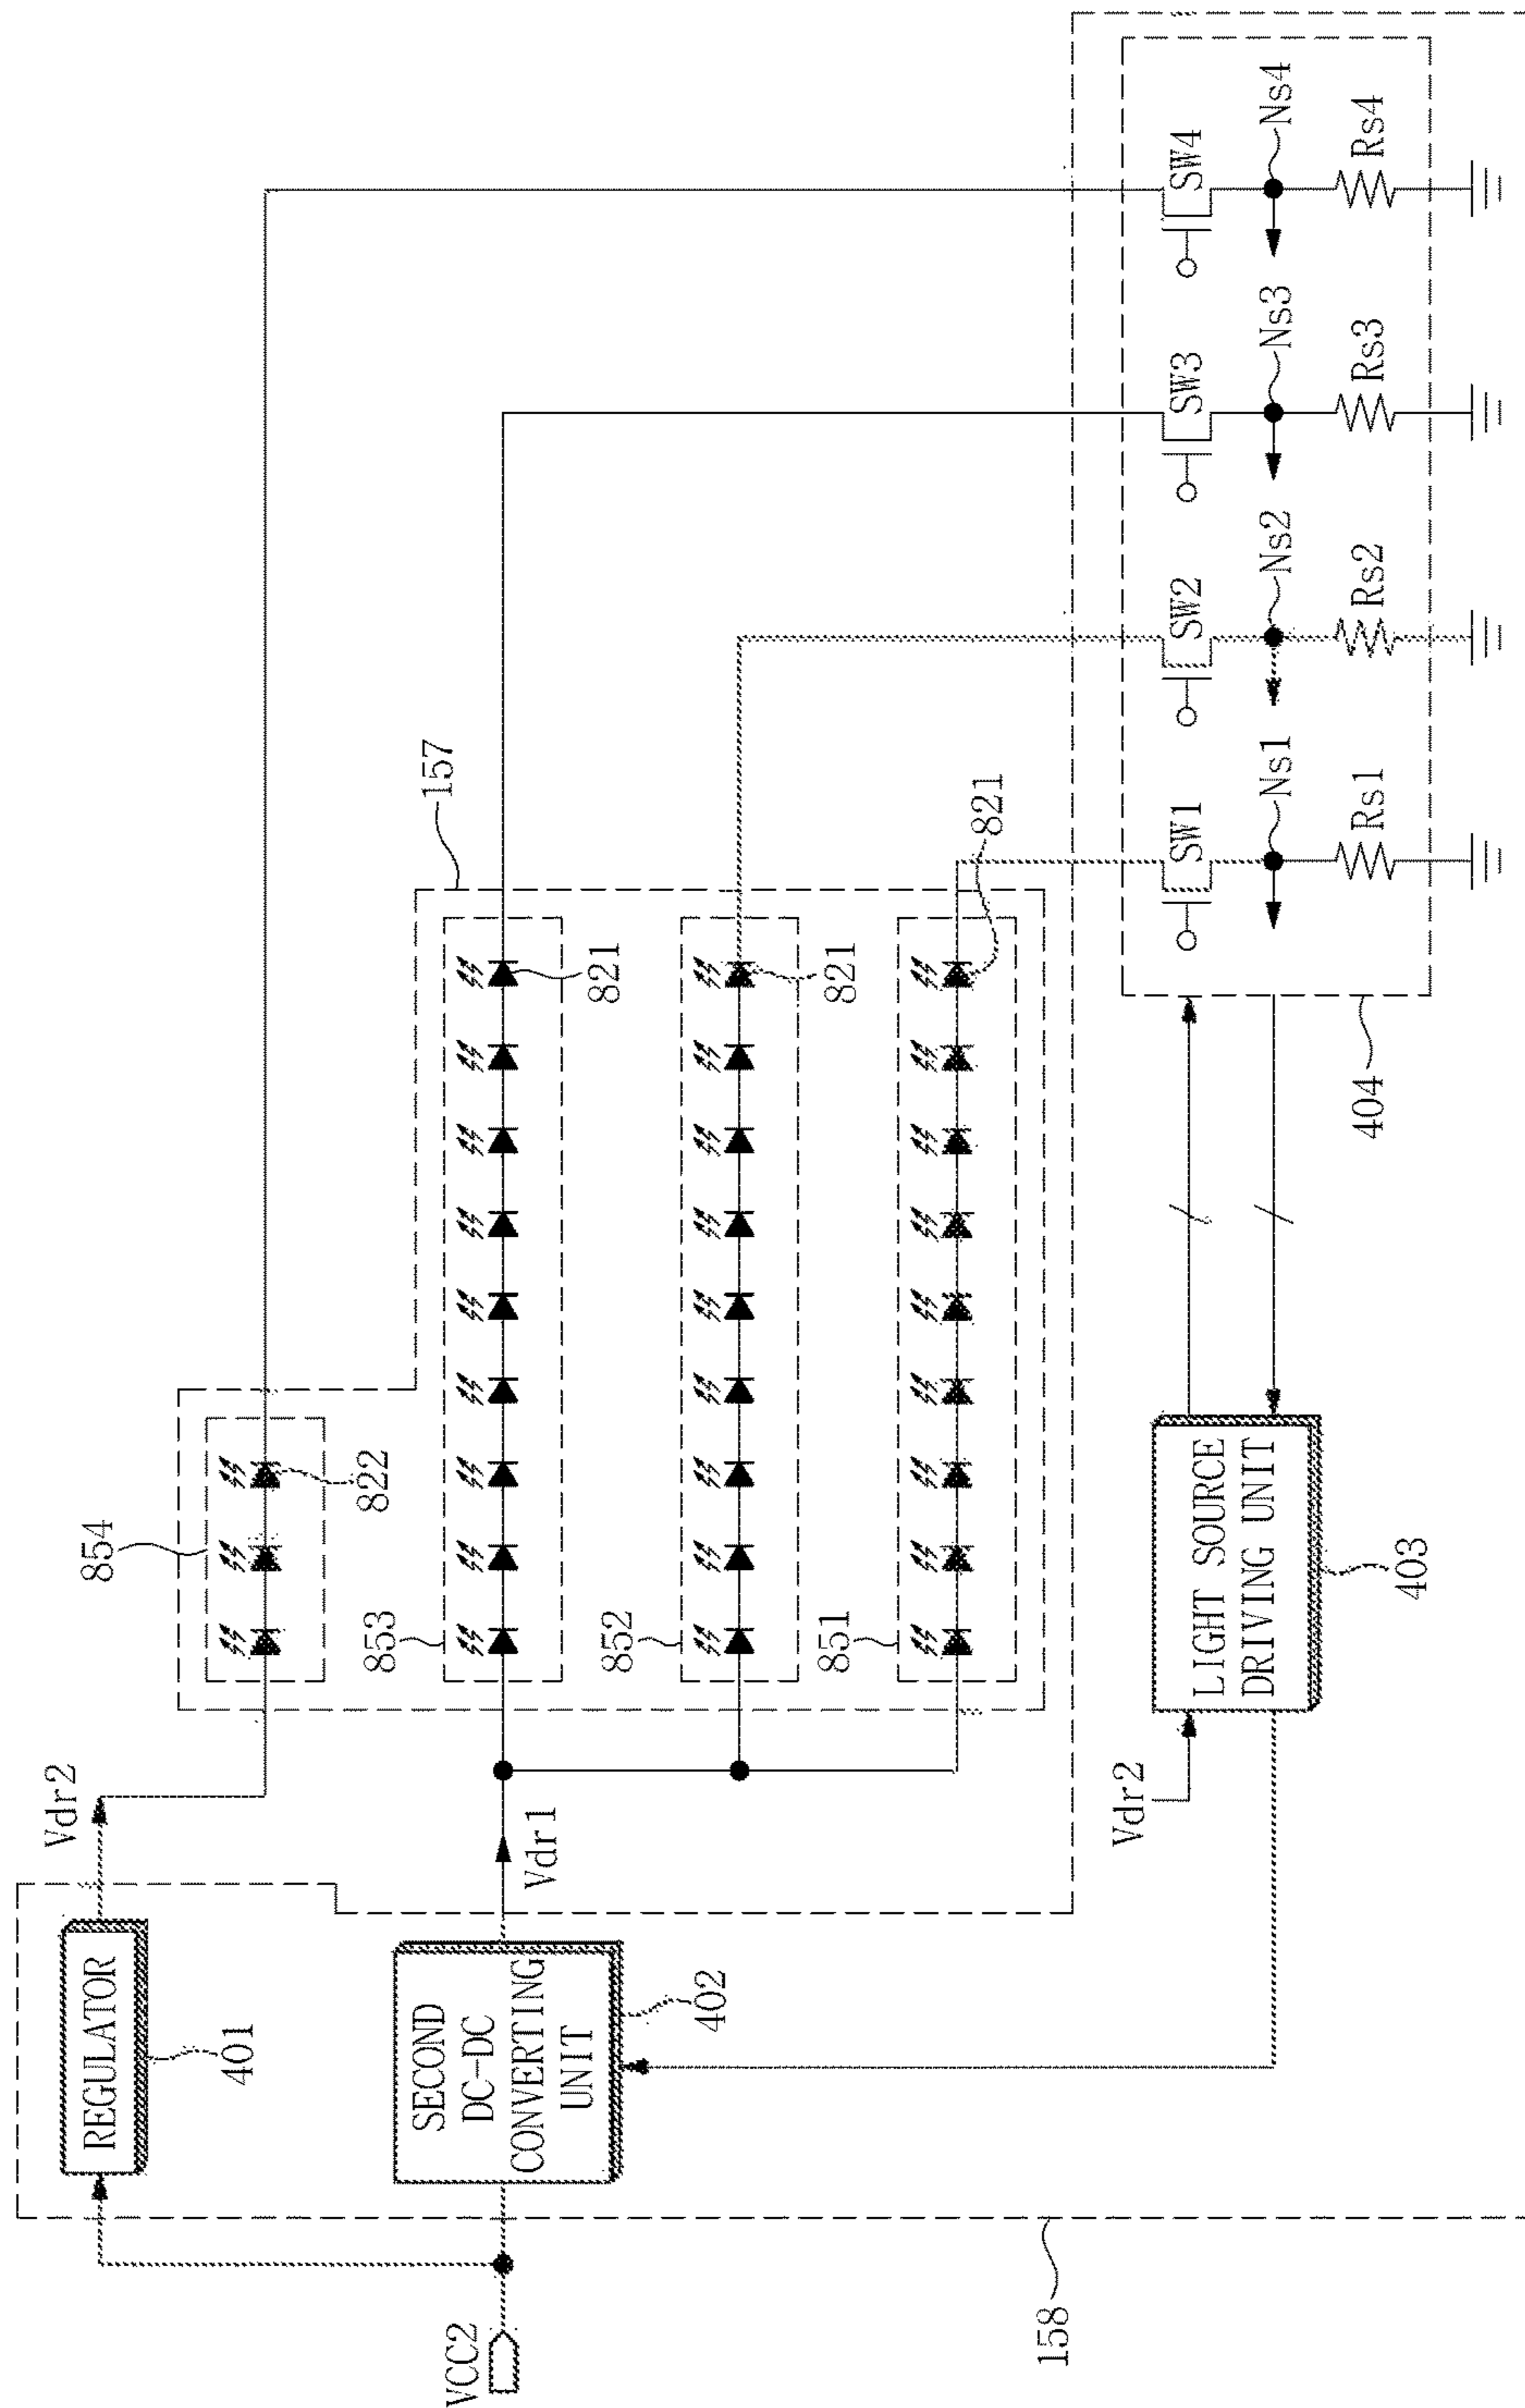 VCC2
REGULATOR
401
Vdr2
854
822
SECOND
DC-DC
CONVERTING
UNIT
402
Vdr1
853
821
157
852
821
851
821
158
Vdr2
LIGHT SOURCE
DRIVING UNIT
403
404
SW1
SW2
SW3
SW4
Ns1
Ns2
Ns3
Ns4
Rs1
Rs2
Rs3
Rs4